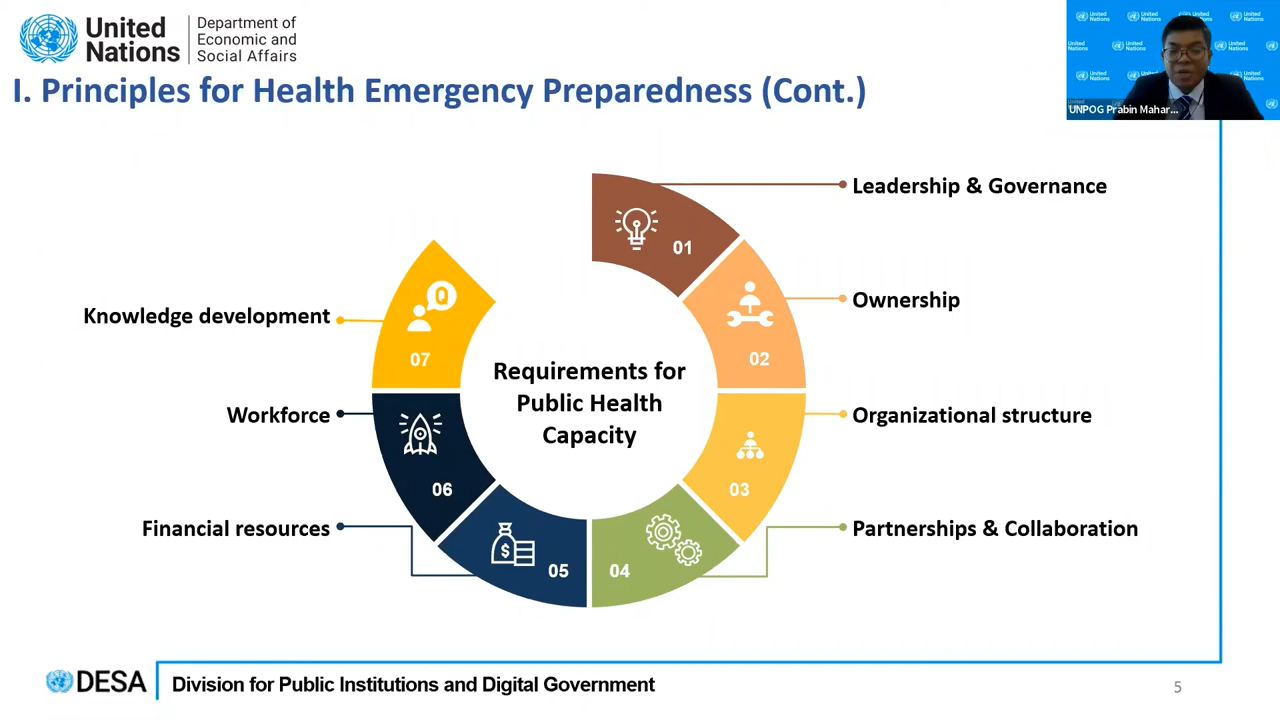 United
Nations
Department of
Economic and
Social Affairs
I. Principles for Health Emergency Preparedness (Cont.)
United Nations
UNPOG Prabin Mahar...
Leadership & Governance
01
Ownership
02
Organizational structure
03
Partnerships & Collaboration
04
Financial resources
$
05
Workforce
06
Knowledge development
Q
07
Requirements for
Public Health
Capacity
DESA
Division for Public Institutions and Digital Government
5